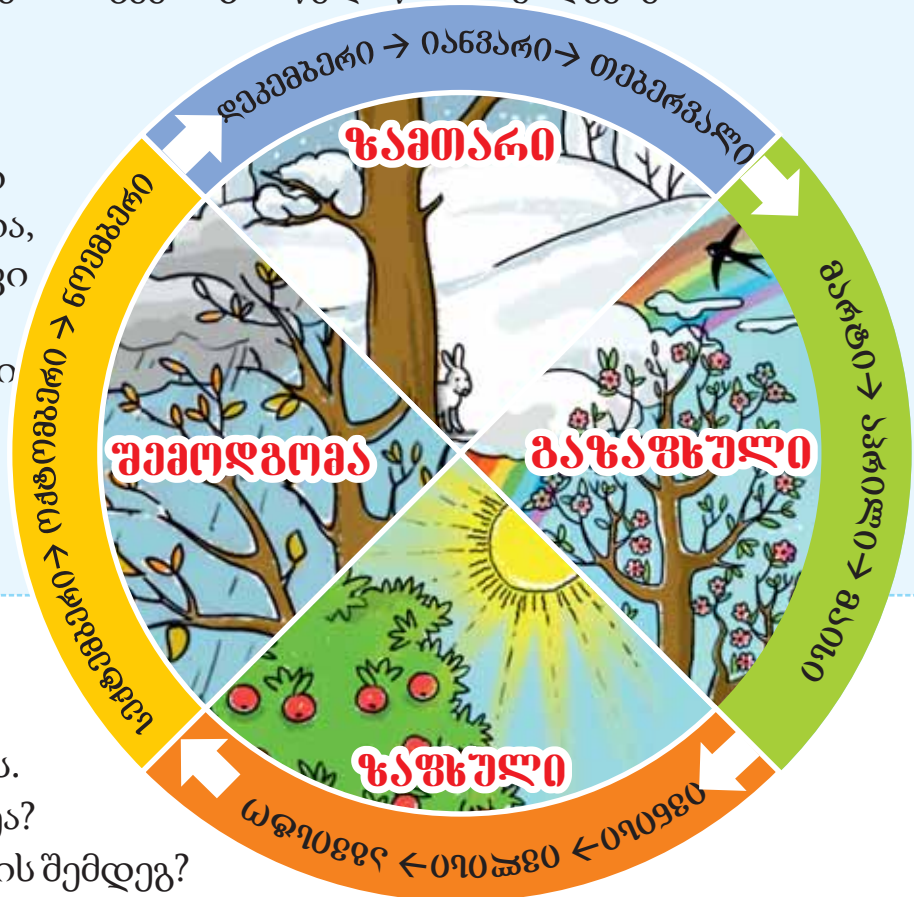 დეკემბერი → იანვარი → თებერვალი
ზამთარი
მარტი → აპრილი → მაისი
გაზაფხული
ივნისი → ივლისი → აგვისტო
ზაფხული
სექტემბერი → ოქტომბერი → ნოემბერი
შემოდგომა
ის შემდეგ?